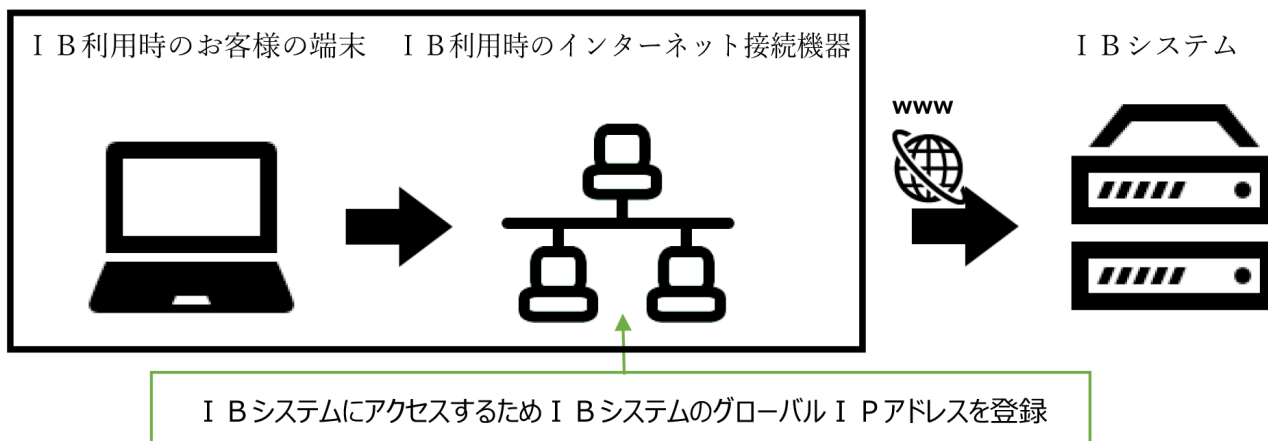 ＩＢ利用時のお客様の端末
ＩＢ利用時のインターネット接続機器
ＩＢシステム
www
ＩＢシステムにアクセスするためＩＢシステムのグローバルＩＰアドレスを登録